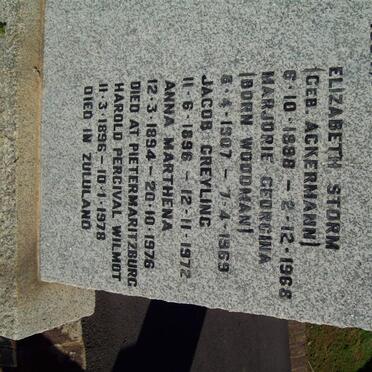 ELIZABETH STORM
(GEB. ACKERMANN)
6·10·1888 – 2·12·1968
MARJORIE GEORGINA
(BORN WOODMAN)
8·4·1907 – 7·4·1969
JACOB GREYLING
11·6·1896 – 12·11·1972
ANNA MARTHENA
12·3·1894 – 20·10·1976
DIED AT PIETERMARITZBURG
HAROLD PERCIVAL WILMOT
11·3·1896 – 10·1·1978
DIED IN ZULULAND